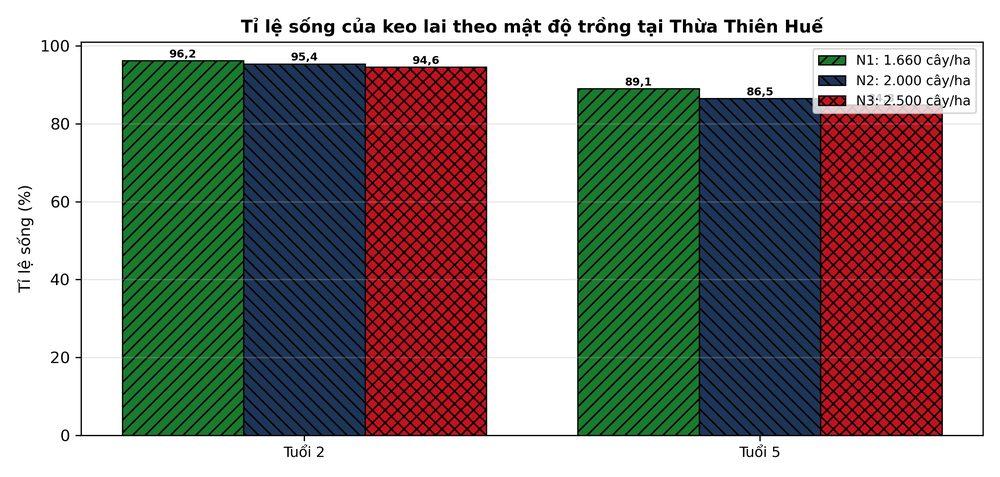 Tỉ lệ sống của keo lai theo mật độ trồng tại Thừa Thiên Huế
Tỉ lệ sống (%)
100
80
60
40
20
0
96,2
95,4
94,6
89,1
86,5
N1: 1.660 cây/ha
N2: 2.000 cây/ha
N3: 2.500 cây/ha
Tuổi 2
Tuổi 5